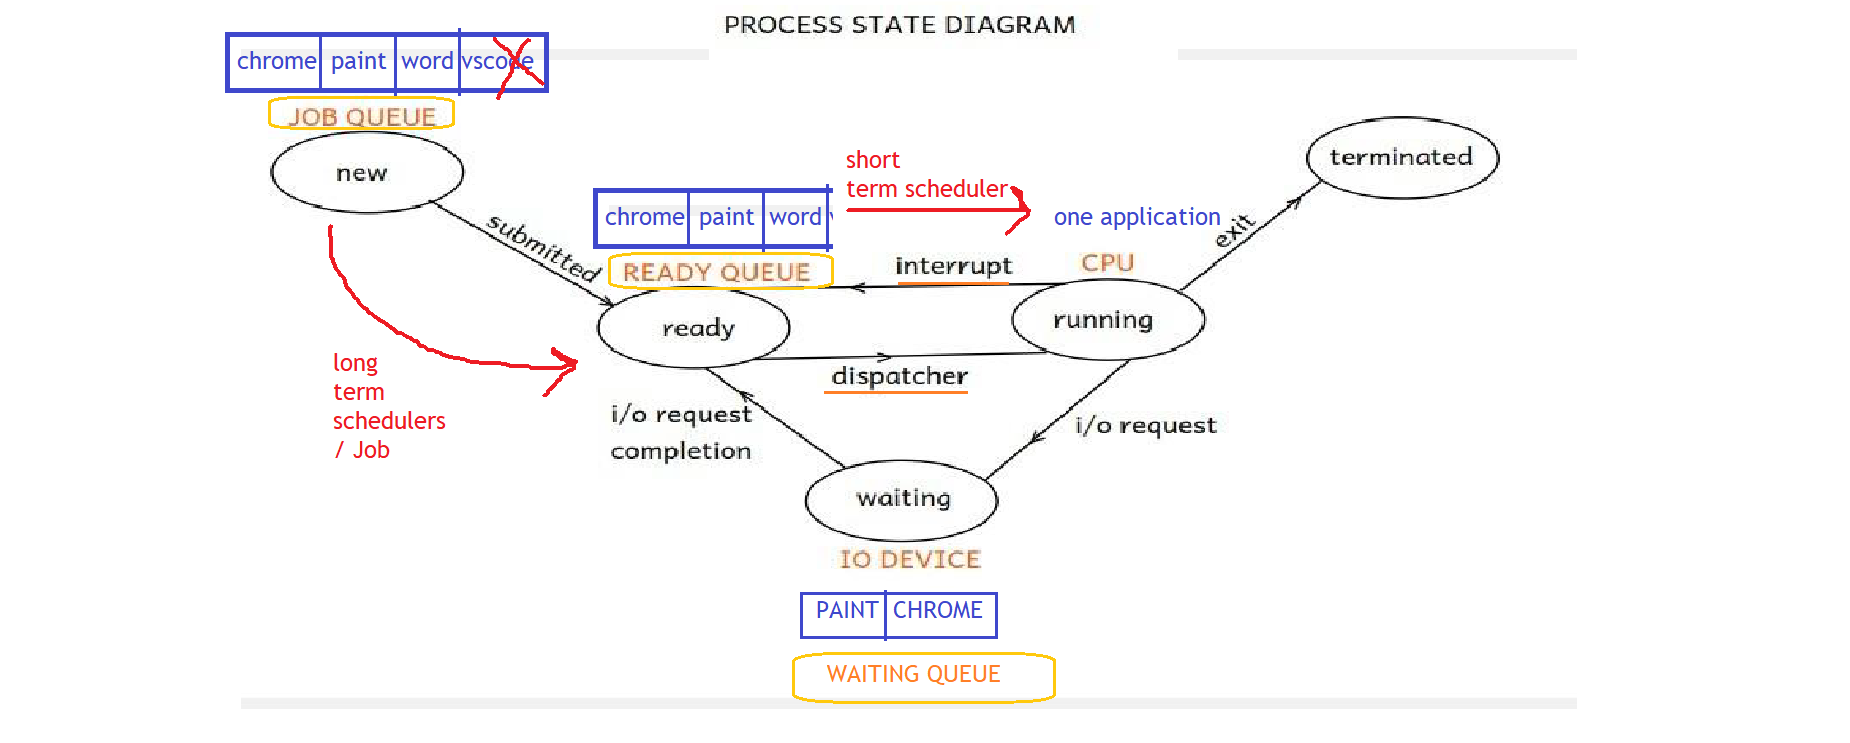 PROCESS STATE DIAGRAM
chrome paint word vscode
JOB QUEUE
new
submitted
long
term
schedulers
/ Job
chrome paint word
READY QUEUE
ready
short
term scheduler
one application
interrupt
CPU
running
dispatcher
exit
terminated
i/o request
completion
i/o request
waiting
IO DEVICE
PAINT CHROME
WAITING QUEUE